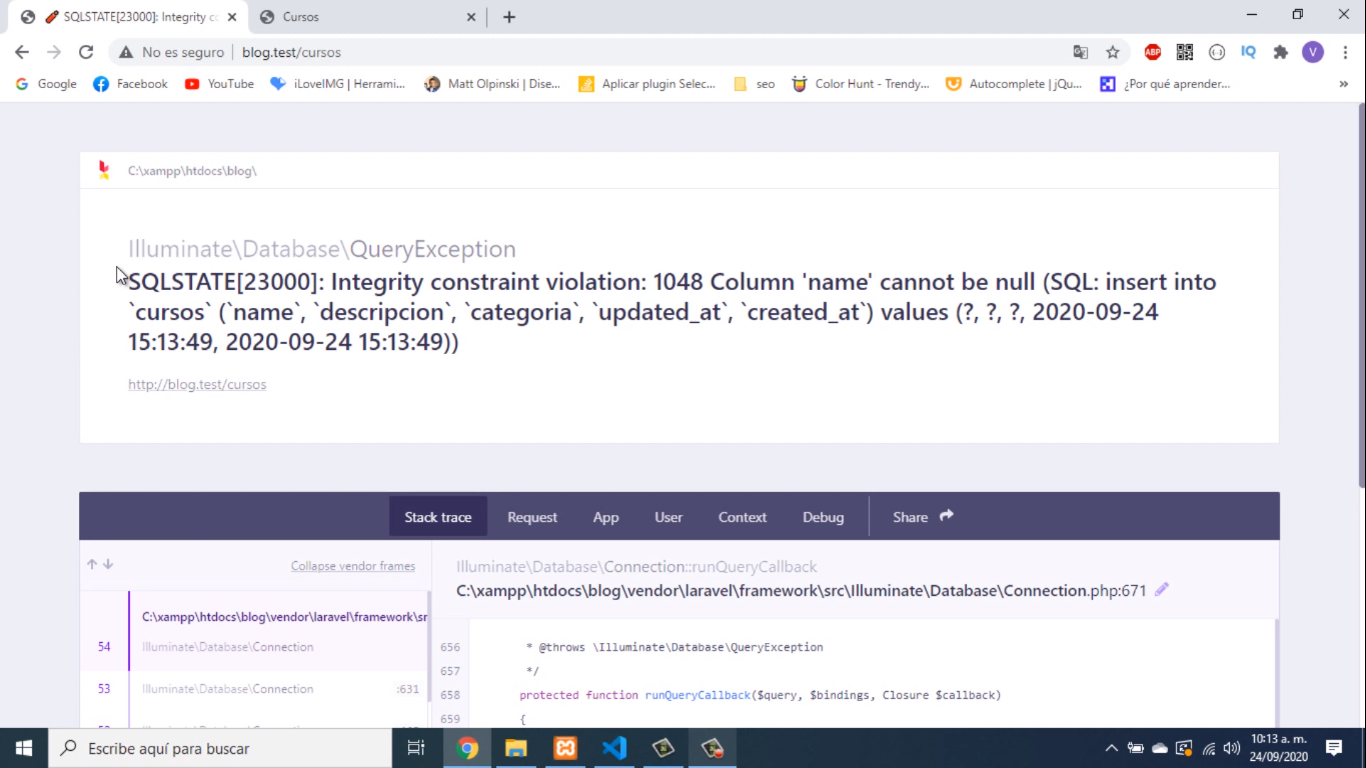 SQLSTATE[23000]: Integrity co
Cursos
No es seguro
blog.test/cursos
ABP
IQ
V
Google
Facebook
YouTube
iLoveIMG | Herrami...
Matt Olpinski | Dise...
Aplicar plugin Selec...
seo
Color Hunt - Trendy...
Autocomplete | jQu...
¿Por qué aprender...
»
C:\xampp\htdocs\blog\
Illuminate\Database\QueryException
SQLSTATE[23000]: Integrity constraint violation: 1048 Column 'name' cannot be null (SQL: insert into
`cursos` (`name`, `descripcion`, `categoria`, `updated_at`, `created_at`) values (?, ?, ?, 2020-09-24
15:13:49, 2020-09-24 15:13:49))
http://blog.test/cursos
Stack trace
Request
App
User
Context
Debug
Share
Collapse vendor frames
Illuminate\Database\Connection::runQueryCallback
C:\xampp\htdocs\blog\vendor\laravel\framework\src\Illuminate\Database\Connection.php:671
C:\xampp\htdocs\blog\vendor\laravel\framework\sr
54 Illuminate\Database\Connection
53 Illuminate\Database\Connection :631
656 * @throws \Illuminate\Database\QueryException
657 */
658 protected function runQueryCallback($query, $bindings, Closure $callback)
659 {
Escribe aquí para buscar
10:13 a. m.
24/09/2020